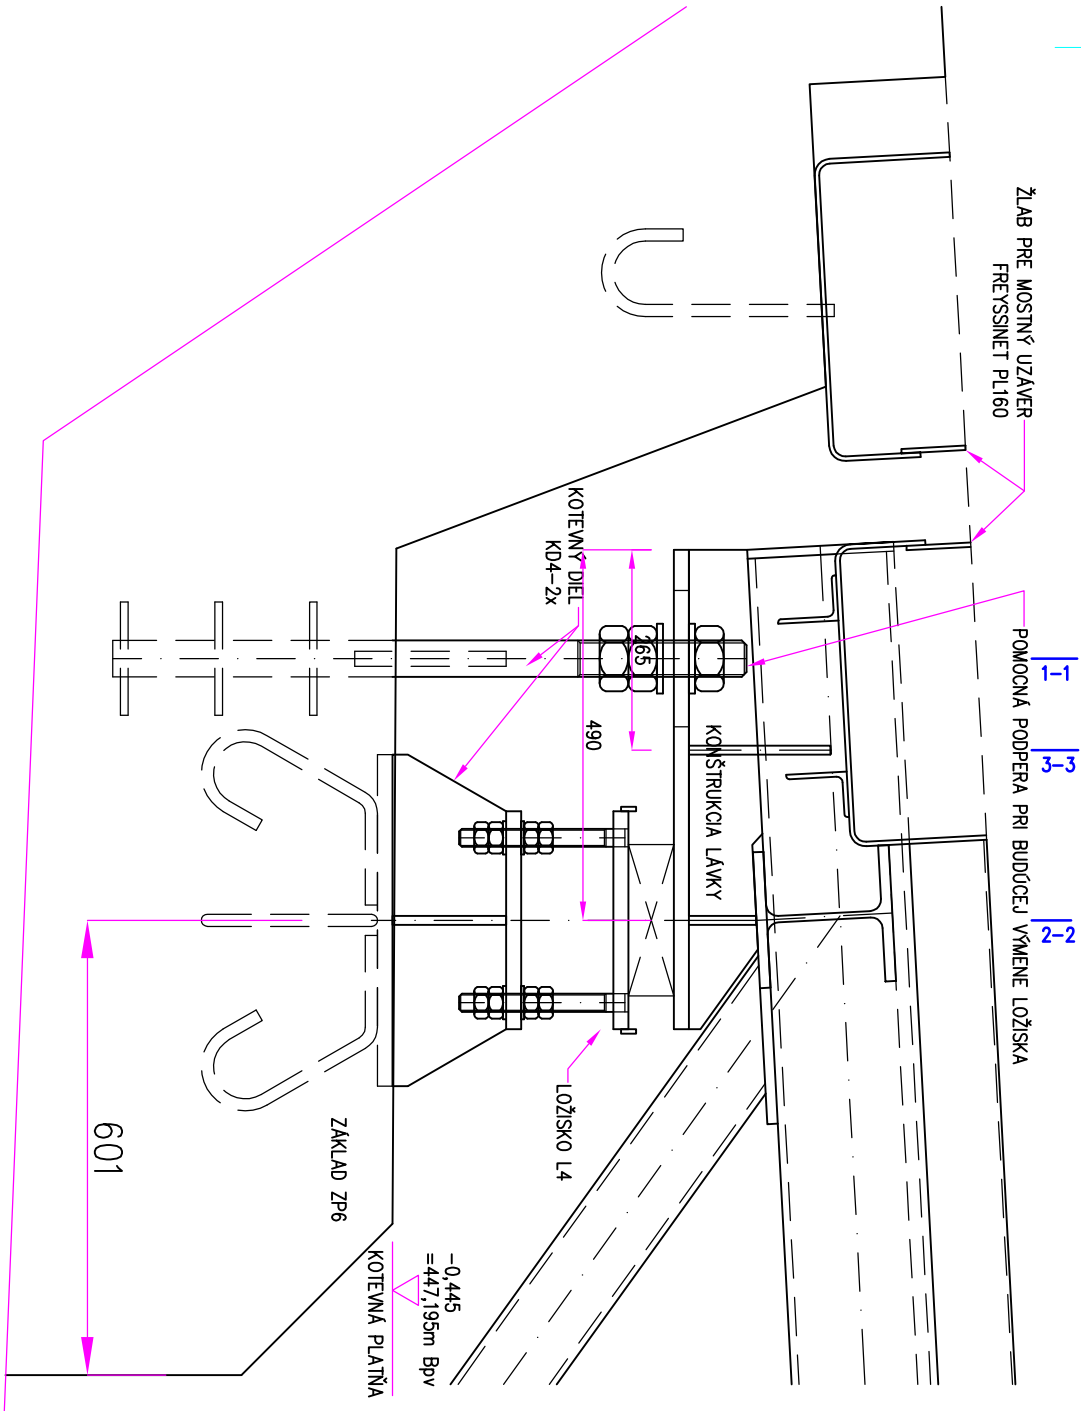 ŽLAB PRE MOSTNÝ UZÁVER
FREYSSINET PL160
POMOCNÁ PODPERA PRI BUDÚCEJ VÝMENE LOŽISKA
1-1
3-3
2-2
KOTEVNÝ DIEL
KD4-2x
265
490
KONŠTRUKCIA LÁVKY
LOŽISKO L4
ZÁKLAD ZP6
601
-0,445
=447,195m Bpv
KOTEVNÁ PLATŇA